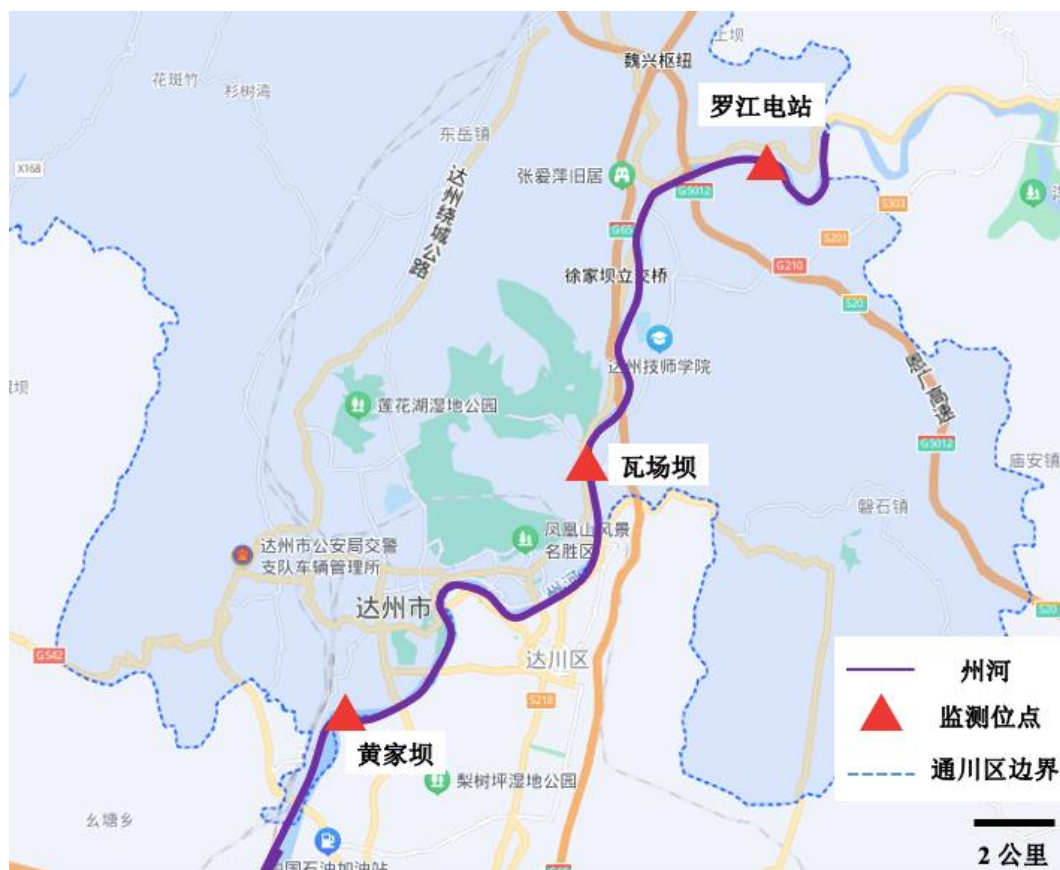 上坝
魏兴枢纽
花斑竹
杉树湾
罗江电站
东岳镇
X168
张爱萍旧居
达州绕城公路
G5012
S303
G65
S201
徐家坝立交桥
G210
S20
达州技师学院
恩广高速
莲花湖湿地公园
G5012
瓦场坝
庙安镇
磐石镇
凤凰山风景
名胜区
达州市公安局交警
支队车辆管理所
州河
达州市
S20
G542
达川区
州河
S218
监测位点
黄家坝
通川区边界
梨树坪湿地公园
幺塘乡
2 公里
中国石油加油站